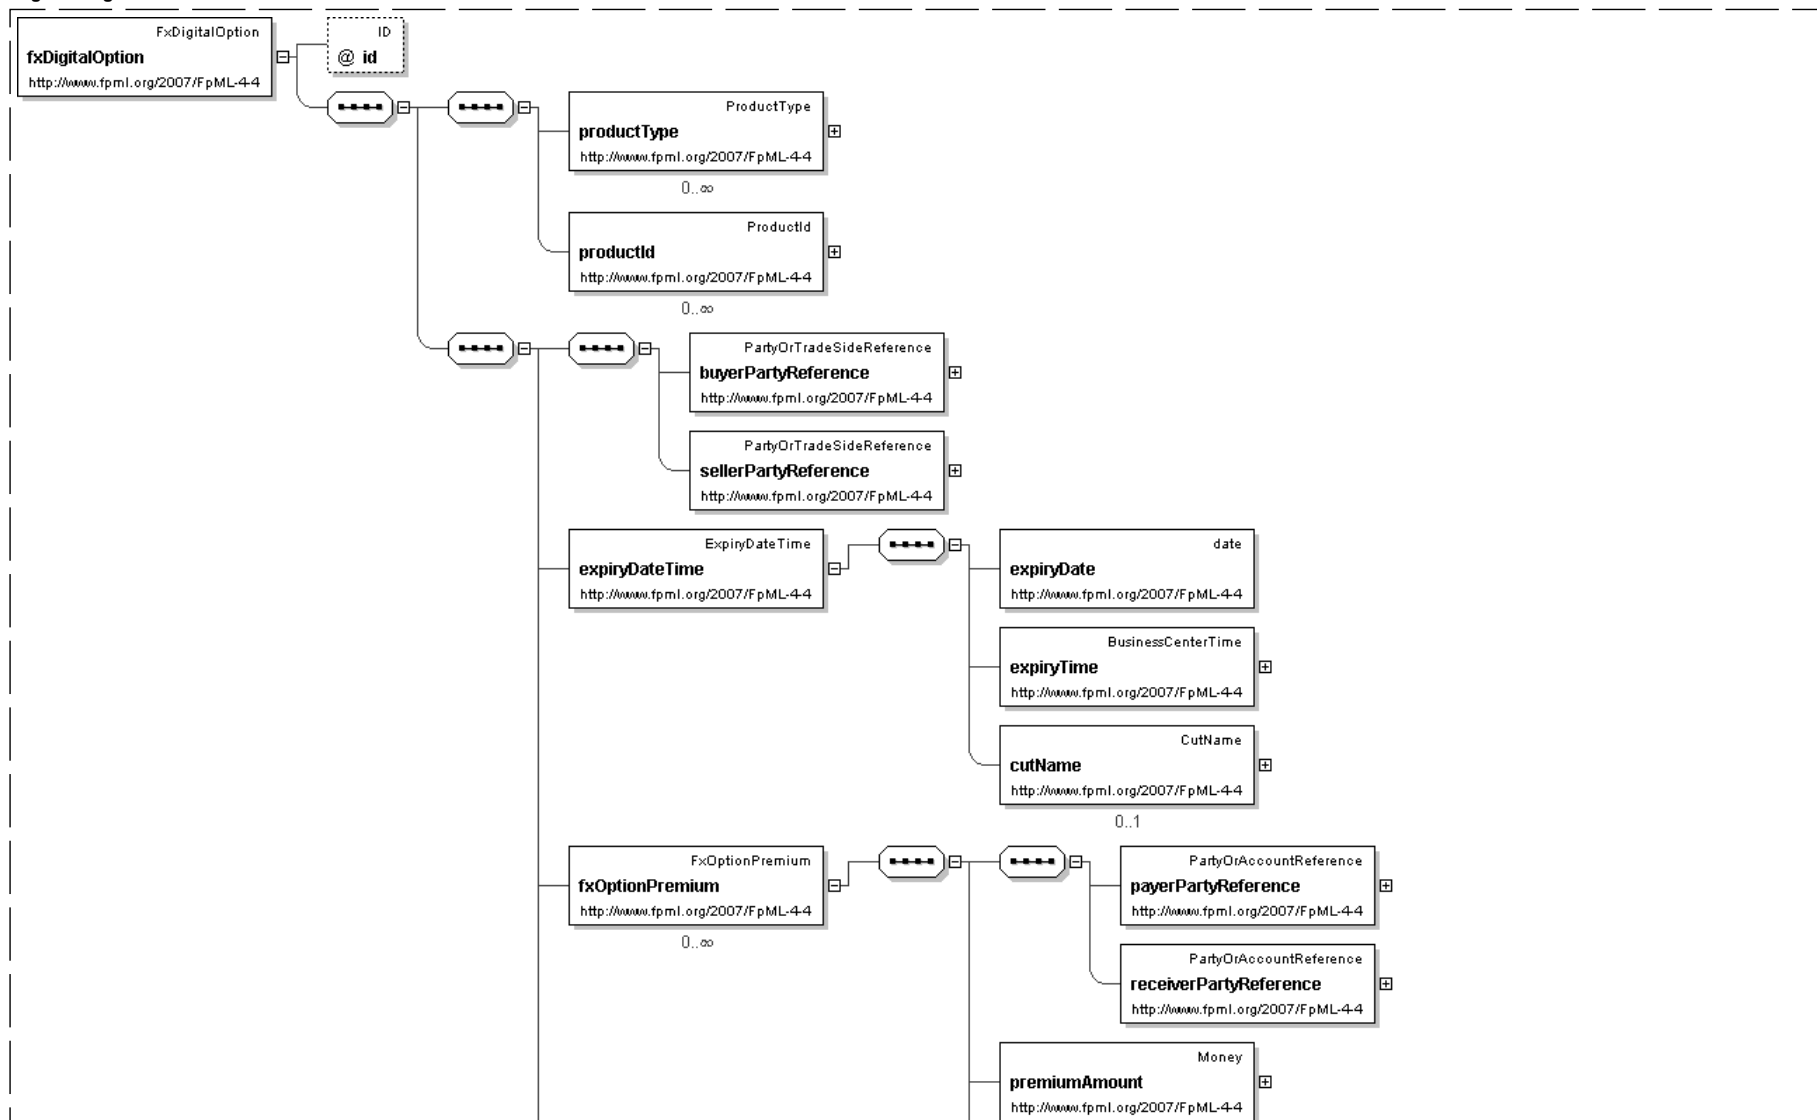 FxDigitalOption
fxDigitalOption
http://www.fpml.org/2007/FpML-4-4
ID
@ id
ProductType
productType
http://www.fpml.org/2007/FpML-4-4
0..∞
ProductId
productId
http://www.fpml.org/2007/FpML-4-4
0..∞
PartyOrTradeSideReference
buyerPartyReference
http://www.fpml.org/2007/FpML-4-4
PartyOrTradeSideReference
sellerPartyReference
http://www.fpml.org/2007/FpML-4-4
ExpiryDateTime
expiryDateTime
http://www.fpml.org/2007/FpML-4-4
date
expiryDate
http://www.fpml.org/2007/FpML-4-4
BusinessCenterTime
expiryTime
http://www.fpml.org/2007/FpML-4-4
CutName
cutName
http://www.fpml.org/2007/FpML-4-4
0..1
FxOptionPremium
fxOptionPremium
http://www.fpml.org/2007/FpML-4-4
0..∞
PartyOrAccountReference
payerPartyReference
http://www.fpml.org/2007/FpML-4-4
PartyOrAccountReference
receiverPartyReference
http://www.fpml.org/2007/FpML-4-4
Money
premiumAmount
http://www.fpml.org/2007/FpML-4-4